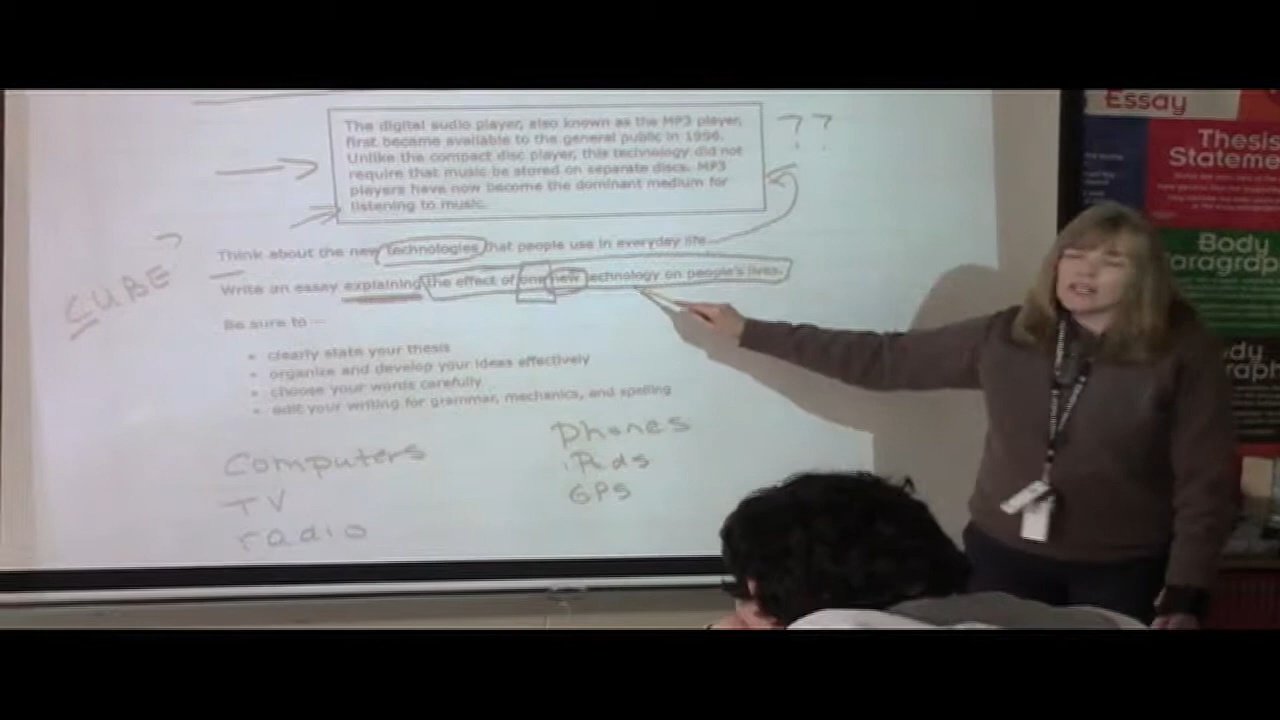 The digital audio player, also known as the MP3 player,
first became available to the general public in 1996.
Unlike the compact disc player, this technology did not
require that music be stored on separate discs. MP3
players have now become the dominant medium for
listening to music.
? ?
Think about the new technologies that people use in everyday life.
Write an essay explaining the effect of one new technology on people's lives.
CUBE
Be sure to —
• clearly state your thesis
• organize and develop your ideas effectively
• choose your words carefully
• edit your writing for grammar, mechanics, and spelling
Computers
TV
radio
Phones
iPads
GPS
Essay
Thesis
Body